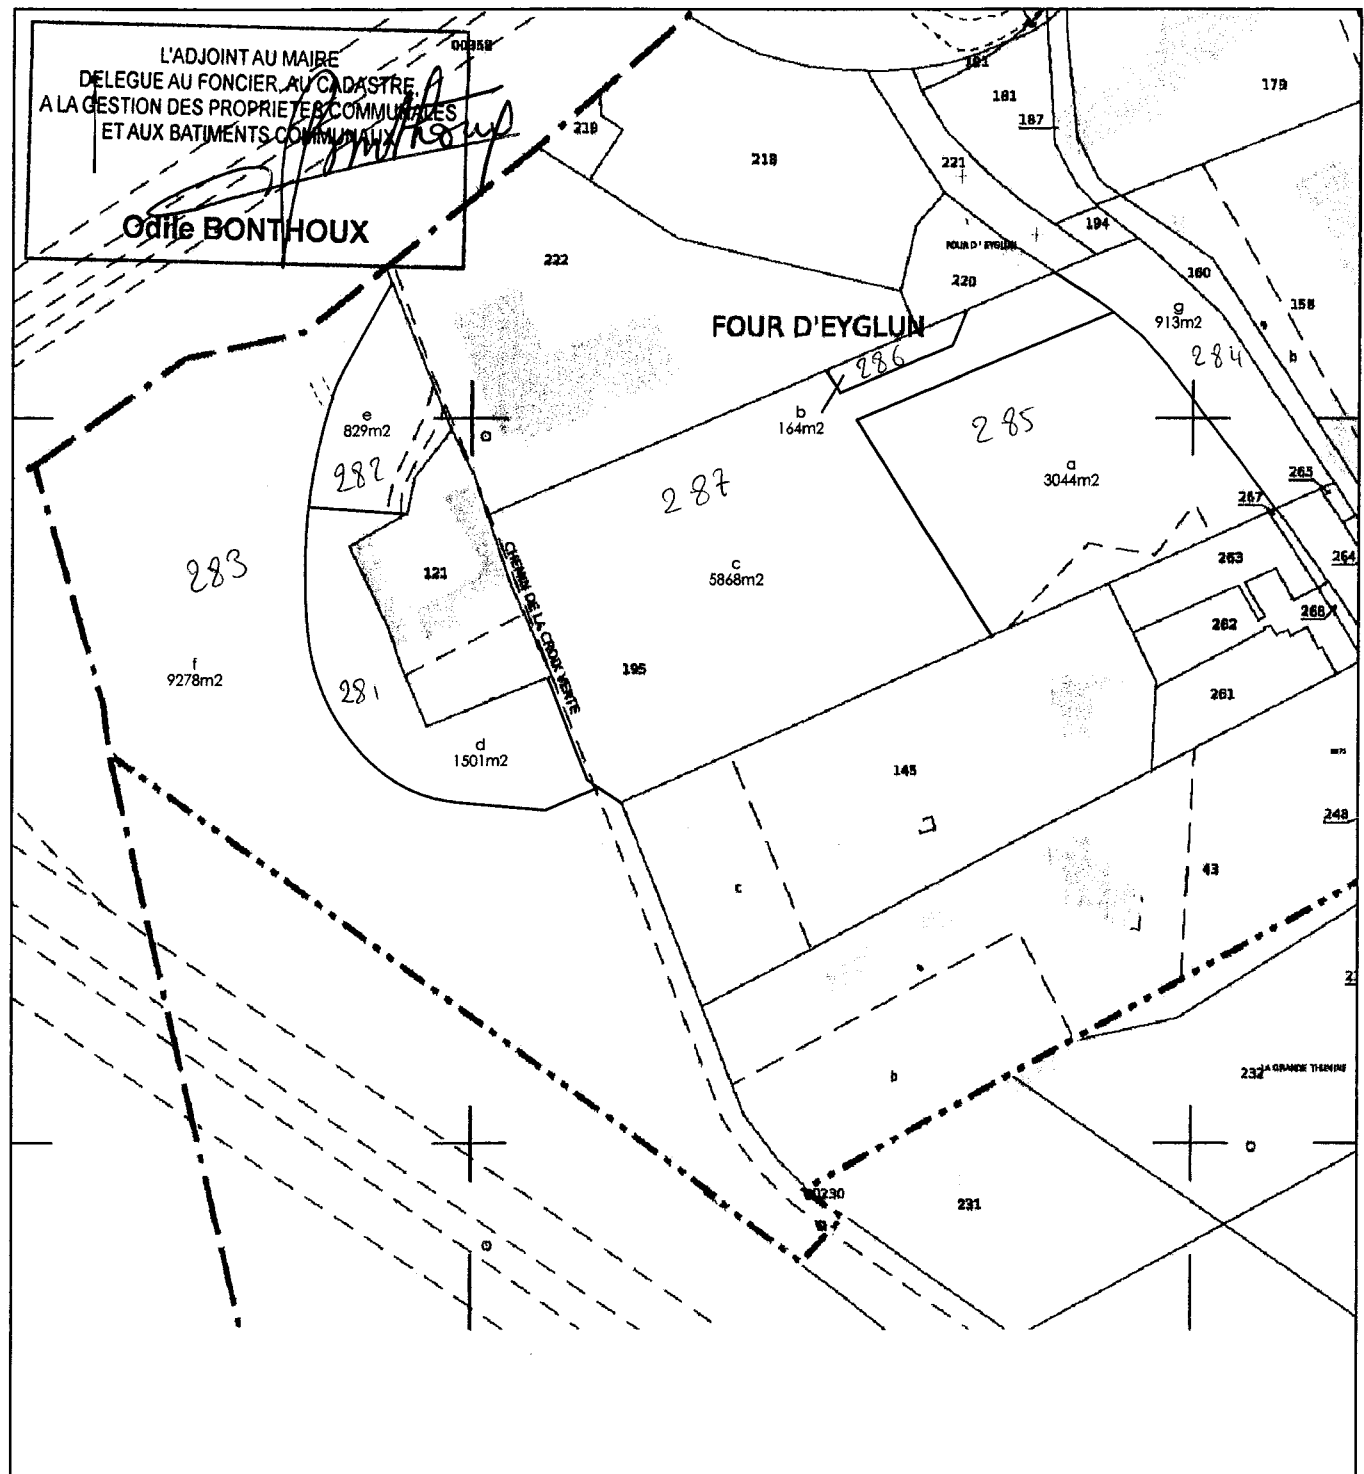 L'ADJOINT AU MAIRE
DELEGUE AU FONCIER, AU CADASTRE,
A LA GESTION DES PROPRIETES COMMUNALES
ET AUX BATIMENTS COMMUNAUX
Odile BONTHOUX
219
218
181
181
187
179
221
194
FOUR D'EYGLUN
220
160
158
222
FOUR D'EYGLUN
g
913m2
284
b
286
e
829m2
b
164m2
285
282
287
a
3044m2
265
267
283
121
CHEMIN DE LA CROIX VERTE
c
5868m2
263
264
262
268
f
9278m2
281
195
261
d
1501m2
145
248
c
43
b
232
LA GRANDE THUMINE
231